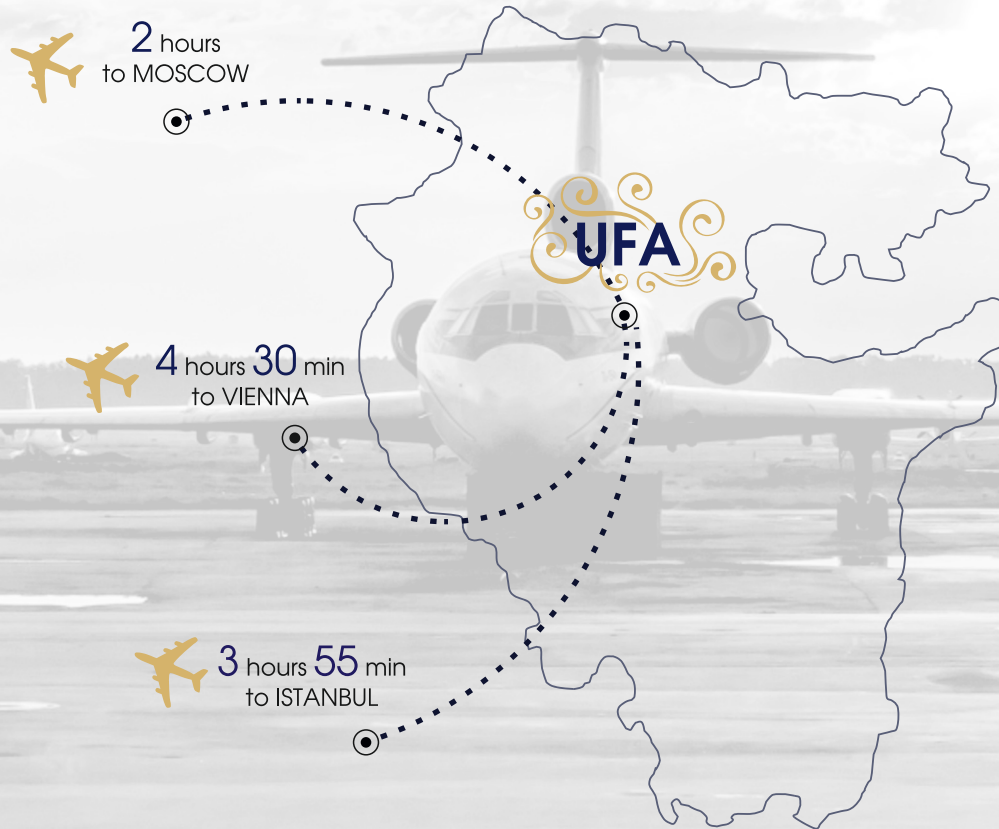 2 hours
to MOSCOW
UFA
4 hours 30 min
to VIENNA
3 hours 55 min
to ISTANBUL